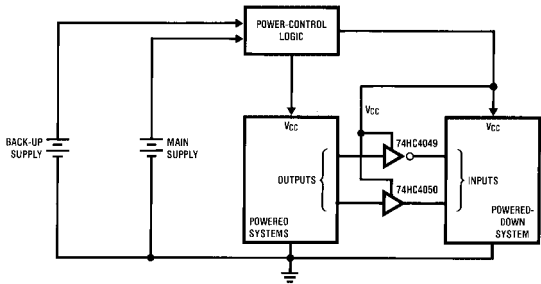 POWER-CONTROL
LOGIC
BACK-UP
SUPPLY
MAIN
SUPPLY
VCC
VCC
VCC
74HC4049
OUTPUTS
74HC4050
INPUTS
POWERED
SYSTEMS
POWERED-
DOWN
SYSTEM